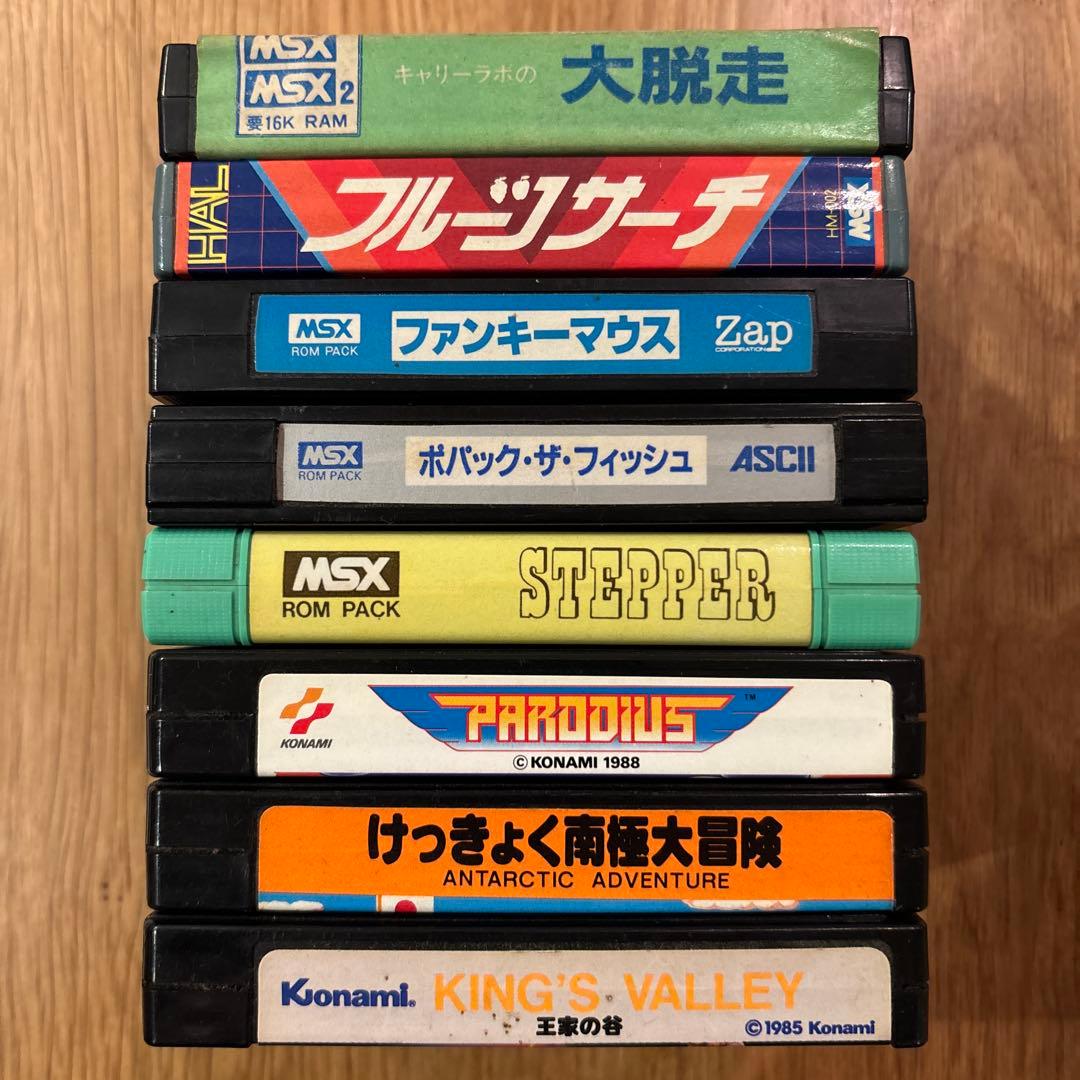 MSX
MSX2
要16K RAM
キャリーラボの 大脱走
HAL
フルーツサーチ
HM-002
MSX
MSX
ROM PACK
ファンキーマウス
Zap
CORPORATION
MSX
ROM PACK
ポパック・ザ・フィッシュ
ASCII
MSX
ROM PACK
STEPPER
KONAMI
PARODIUS™
© KONAMI 1988
けっきょく南極大冒険
ANTARCTIC ADVENTURE
Konami® KING'S VALLEY
王家の谷
©1985 Konami